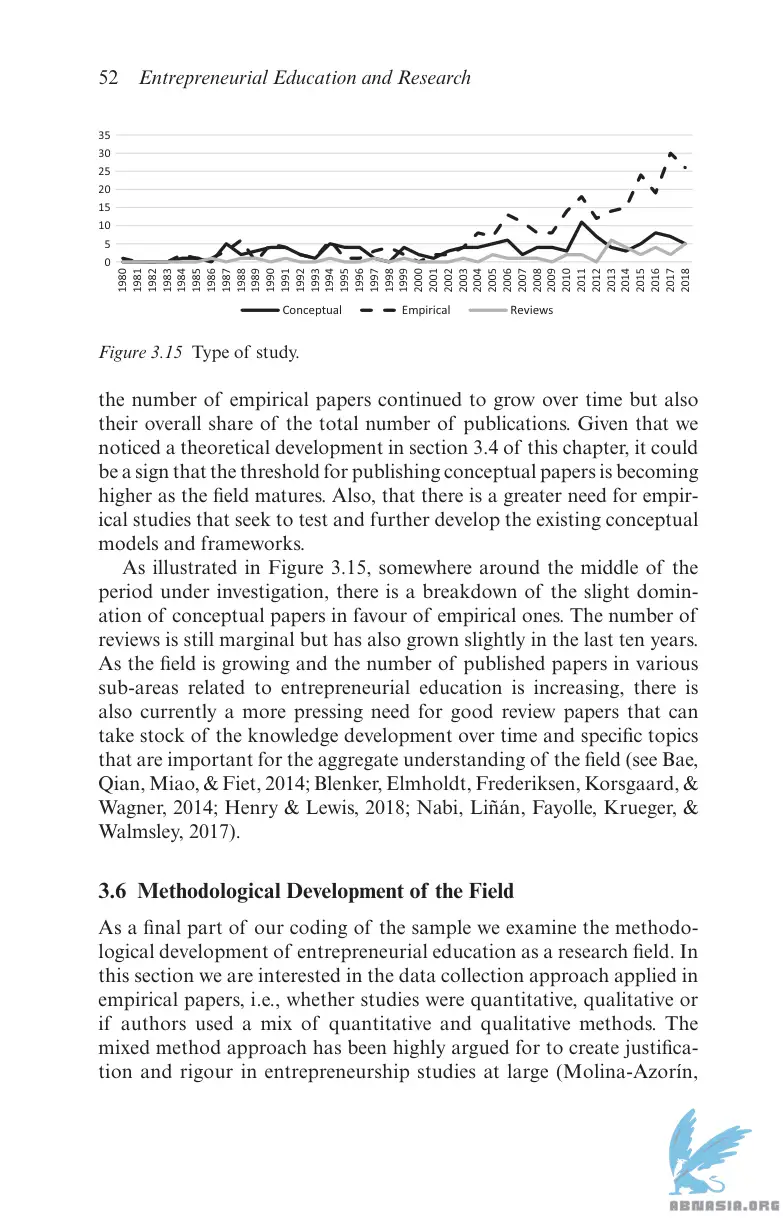 52 Entrepreneurial Education and Research
35
30
25
20
15
10
5
0
1980 1981 1982 1983 1984 1985 1986 1987 1988 1989 1990 1991 1992 1993 1994 1995 1996 1997 1998 1999 2000 2001 2002 2003 2004 2005 2006 2007 2008 2009 2010 2011 2012 2013 2014 2015 2016 2017 2018
Conceptual Empirical Reviews
Figure 3.15 Type of study.
the number of empirical papers continued to grow over time but also
their overall share of the total number of publications. Given that we
noticed a theoretical development in section 3.4 of this chapter, it could
be a sign that the threshold for publishing conceptual papers is becoming
higher as the field matures. Also, that there is a greater need for empir-
ical studies that seek to test and further develop the existing conceptual
models and frameworks.
As illustrated in Figure 3.15, somewhere around the middle of the
period under investigation, there is a breakdown of the slight domin-
ation of conceptual papers in favour of empirical ones. The number of
reviews is still marginal but has also grown slightly in the last ten years.
As the field is growing and the number of published papers in various
sub-areas related to entrepreneurial education is increasing, there is
also currently a more pressing need for good review papers that can
take stock of the knowledge development over time and specific topics
that are important for the aggregate understanding of the field (see Bae,
Qian, Miao, & Fiet, 2014; Blenker, Elmholdt, Frederiksen, Korsgaard, &
Wagner, 2014; Henry & Lewis, 2018; Nabi, Liñán, Fayolle, Krueger, &
Walmsley, 2017).
3.6 Methodological Development of the Field
As a final part of our coding of the sample we examine the methodo-
logical development of entrepreneurial education as a research field. In
this section we are interested in the data collection approach applied in
empirical papers, i.e., whether studies were quantitative, qualitative or
if authors used a mix of quantitative and qualitative methods. The
mixed method approach has been highly argued for to create justifica-
tion and rigour in entrepreneurship studies at large (Molina-Azorín,
ABNASIA.ORG